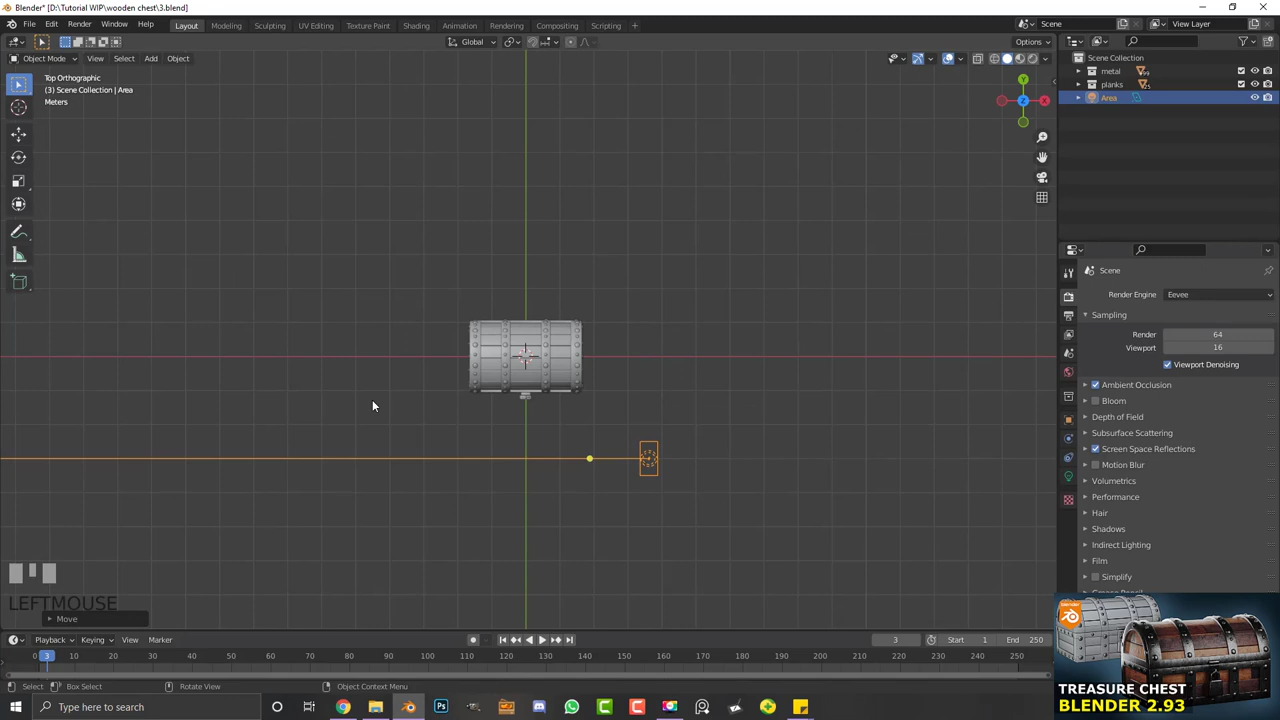 Blender* [D:\Tutorial WIP\wooden chest\3.blend]
File Edit Render Window Help Layout Modeling Sculpting UV Editing Texture Paint Shading Animation Rendering Compositing Scripting + Scene View Layer
Global Options
Object Mode View Select Add Object
Top Orthographic
(3) Scene Collection | Area
Meters
Y
Z
X
Scene Collection
metal
planks
Area
Scene
Render Engine Eevee
Sampling
Render 64
Viewport 16
Viewport Denoising
Ambient Occlusion
Bloom
Depth of Field
Subsurface Scattering
Screen Space Reflections
Motion Blur
Volumetrics
Performance
Hair
Shadows
Indirect Lighting
Film
Simplify
LEFTMOUSE
Move
Playback Keying View Marker 3 Start 1 End 250
3 10 20 30 40 50 60 70 80 90 100 110 120 130 140 150 160 170 180 190 200 210 220 230 240 250
Select Box Select Rotate View Object Context Menu
Type here to search
blender
TREASURE CHEST
BLENDER 2.93